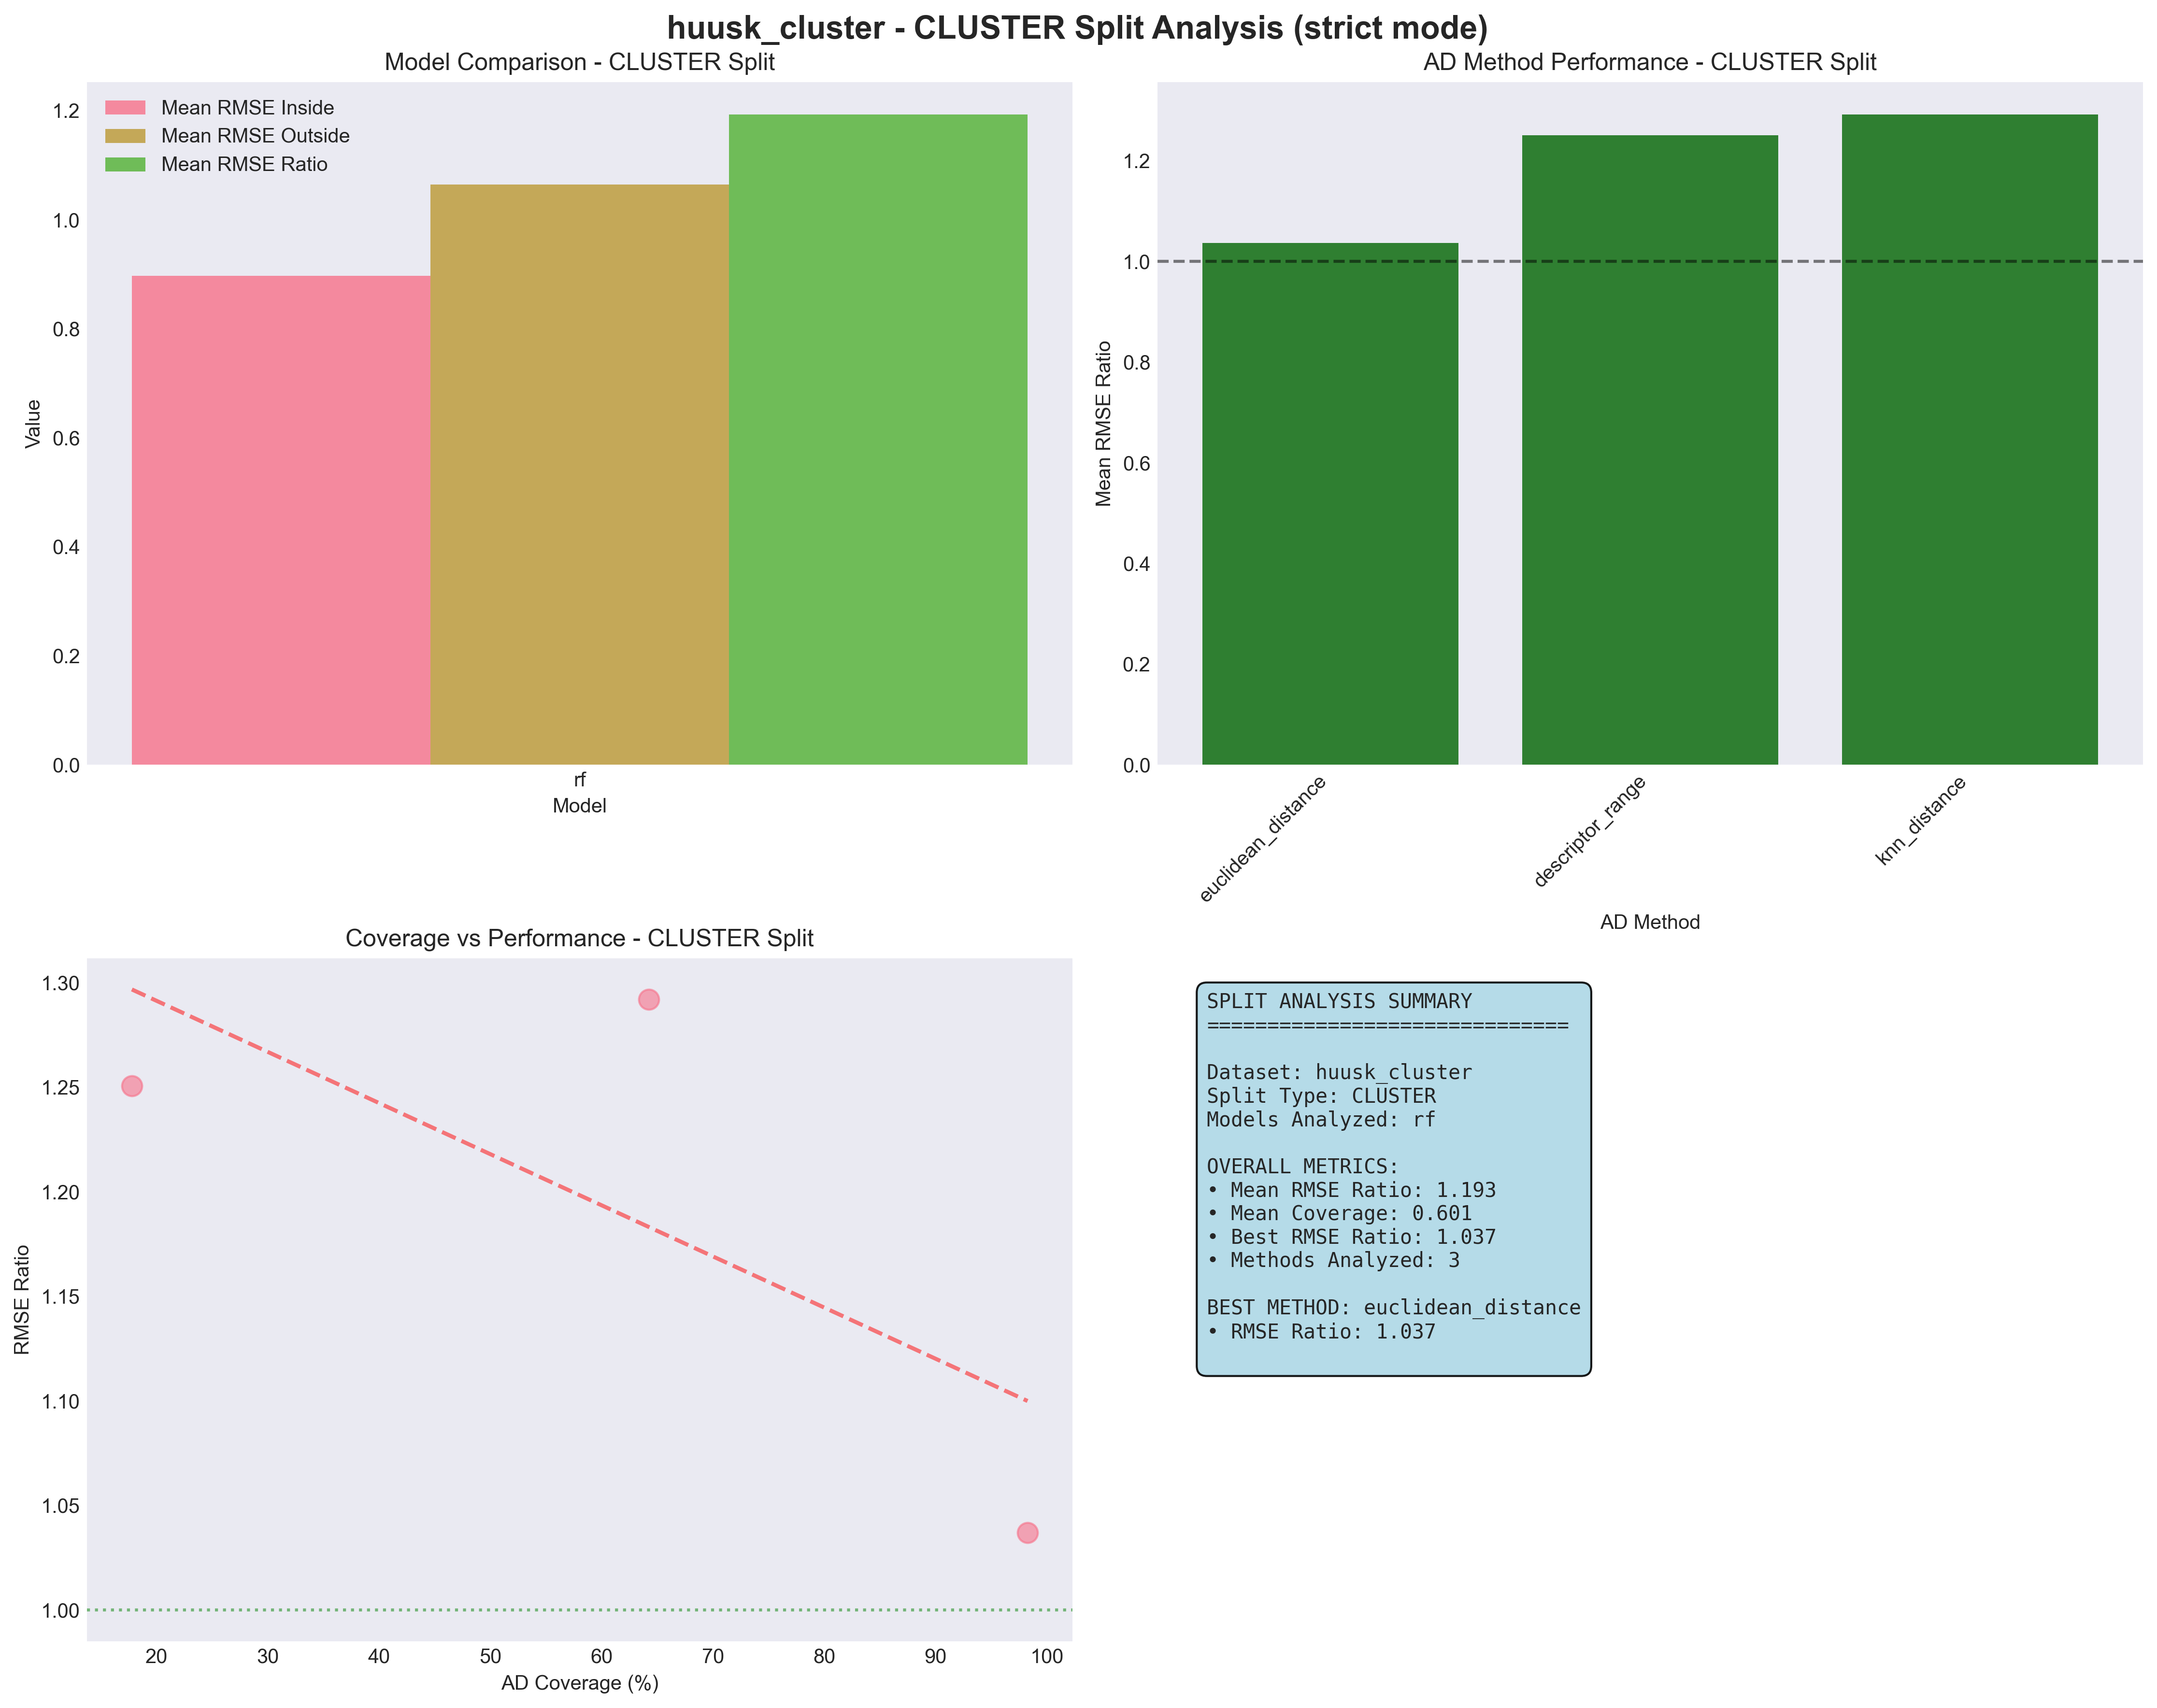 huusk_cluster - CLUSTER Split Analysis (strict mode)
Model Comparison - CLUSTER Split
Mean RMSE Inside
Mean RMSE Outside
Mean RMSE Ratio
1.2
1.0
0.8
0.6
0.4
0.2
0.0
Value
rf
Model
AD Method Performance - CLUSTER Split
1.2
1.0
0.8
0.6
0.4
0.2
0.0
Mean RMSE Ratio
euclidean_distance
descriptor_range
knn_distance
AD Method
Coverage vs Performance - CLUSTER Split
1.30
1.25
1.20
1.15
1.10
1.05
1.00
RMSE Ratio
20 30 40 50 60 70 80 90 100
AD Coverage (%)
SPLIT ANALYSIS SUMMARY
==============================
Dataset: huusk_cluster
Split Type: CLUSTER
Models Analyzed: rf
OVERALL METRICS:
• Mean RMSE Ratio: 1.193
• Mean Coverage: 0.601
• Best RMSE Ratio: 1.037
• Methods Analyzed: 3
BEST METHOD: euclidean_distance
• RMSE Ratio: 1.037